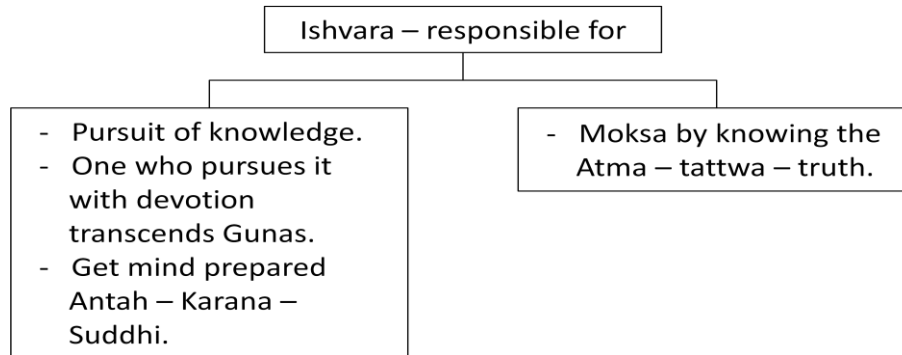 Ishvara – responsible for
- Pursuit of knowledge.
- One who pursues it
with devotion
transcends Gunas.
- Get mind prepared
Antah – Karana –
Suddhi.
- Moksa by knowing the
Atma – tattwa – truth.